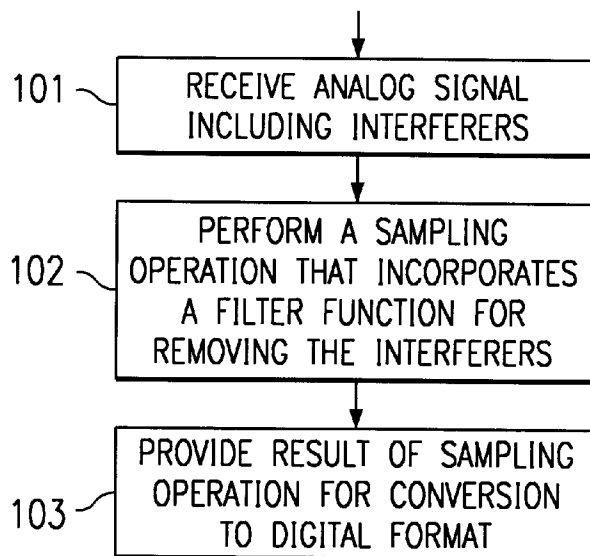 101
RECEIVE ANALOG SIGNAL
INCLUDING INTERFERERS
102
PERFORM A SAMPLING
OPERATION THAT INCORPORATES
A FILTER FUNCTION FOR
REMOVING THE INTERFERERS
103
PROVIDE RESULT OF SAMPLING
OPERATION FOR CONVERSION
TO DIGITAL FORMAT